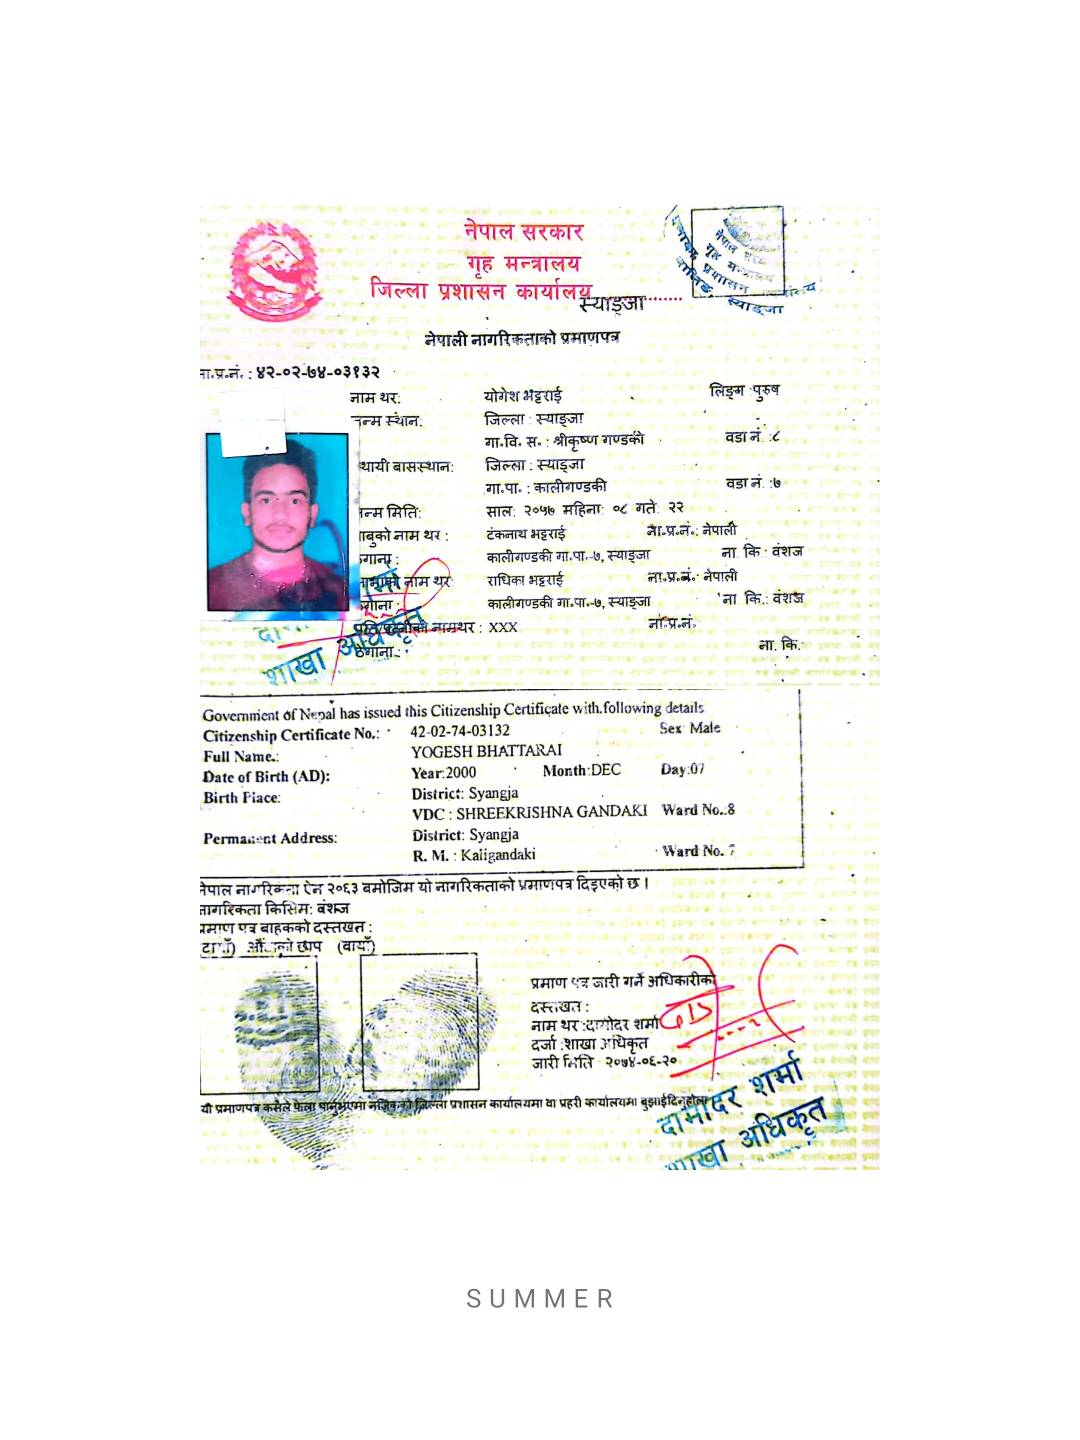 नेपाल सरकार
गृह मन्त्रालय
जिल्ला प्रशासन कार्यालय स्याङ्जा
नेपाली नागरिकताको प्रमाणपत्र
ना.प्र.नं. : ४२-०२-७४-०३१३२
नाम थर: योगेश भट्टराई लिङ्ग : पुरुष
जन्म स्थान: जिल्ला : स्याङ्जा
गा.वि. स. : श्रीकृष्ण गण्डकी वडा नं. :८
स्थायी बासस्थान: जिल्ला : स्याङ्जा
गा.पा. : कालीगण्डकी वडा नं. :७
जन्म मिति: साल: २०५७ महिना: ०८ गते: २२
बाबुको नाम थर : टंकनाथ भट्टराई ना.प्र.नं.: नेपाली
ठेगाना : कालीगण्डकी गा.पा.-७, स्याङ्जा ना. कि.: वंशज
आमाको नाम थर: राधिका भट्टराई ना.प्र.नं.: नेपाली
ठेगाना : कालीगण्डकी गा.पा.-७, स्याङ्जा ना. कि.: वंशज
पति/पत्नीको नामथर : XXX ना.प्र.नं.
ठेगाना : ना. कि.:
शाखा अधिकृत
Government of Nepal has issued this Citizenship Certificate with following details
Citizenship Certificate No.: 42-02-74-03132 Sex: Male
Full Name.: YOGESH BHATTARAI
Date of Birth (AD): Year:2000 Month:DEC Day:07
Birth Place: District: Syangja
VDC : SHREEKRISHNA GANDAKI Ward No.:8
Permanent Address: District: Syangja
R. M. : Kaligandaki Ward No. 7
नेपाल नागरिकता ऐन २०६३ बमोजिम यो नागरिकताको प्रमाणपत्र दिइएको छ ।
नागरिकता किसिम: वंशज
प्रमाण पत्र बाहकको दस्तखत :
(दायाँ) औंठाको छाप (बायाँ)
प्रमाण पत्र जारी गर्ने अधिकारीको
दस्तखत :
नाम थर :दामोदर शर्मा
दर्जा :शाखा अधिकृत
जारी मिति : २०७४-०६-२०
यो प्रमाणपत्र कसैले फेला पारेमा नजिकको जिल्ला प्रशासन कार्यालयमा वा प्रहरी कार्यालयमा बुझाईदिनुहोला
दामोदर शर्मा
शाखा अधिकृत
SUMMER